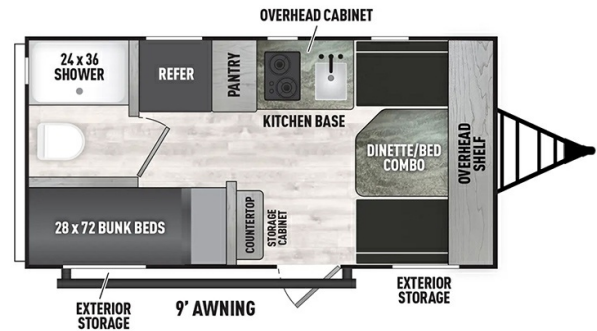 OVERHEAD CABINET
24 x 36
SHOWER
REFER
PANTRY
KITCHEN BASE
DINETTE/BED
COMBO
OVERHEAD
SHELF
28 x 72 BUNK BEDS
COUNTERTOP
STORAGE
CABINET
EXTERIOR
STORAGE
9' AWNING
EXTERIOR
STORAGE